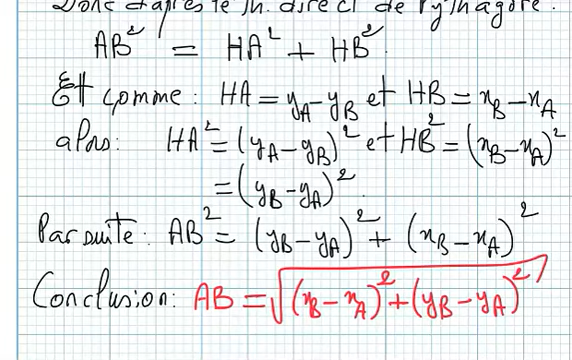 Donc d'après le th. direct de Pythagore:
AB² = HA² + HB²
Et comme: HA = y_A - y_B et HB = x_B - x_A
alors: HA² = (y_A - y_B)² et HB² = (x_B - x_A)²
= (y_B - y_A)².
Par suite: AB² = (y_B - y_A)² + (x_B - x_A)²
Conclusion: AB = √((x_B - x_A)² + (y_B - y_A)²)